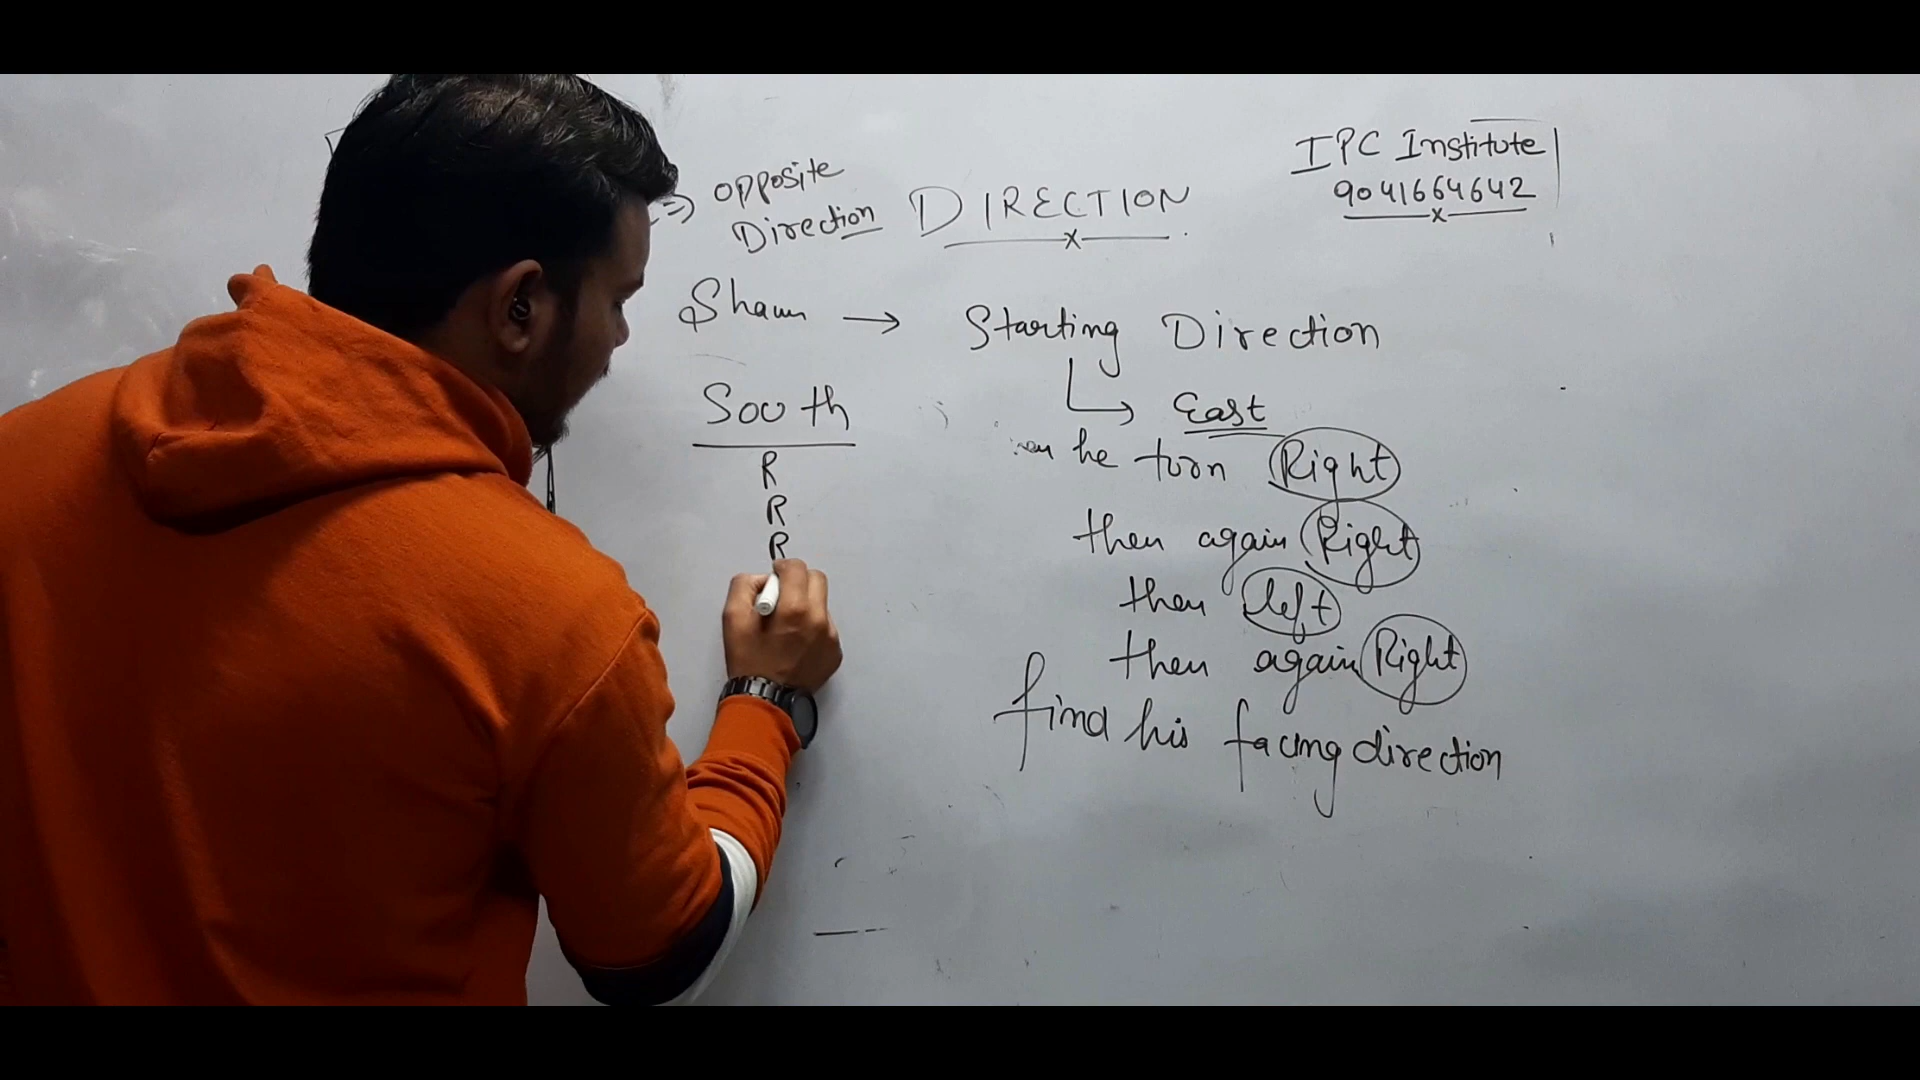 IPC Institute
9041664642
=> opposite
Direction
DIRECTION
Sham → Starting Direction
East
he turn Right
then again Right
then left
then again Right
find his facing direction
South
R
R
R